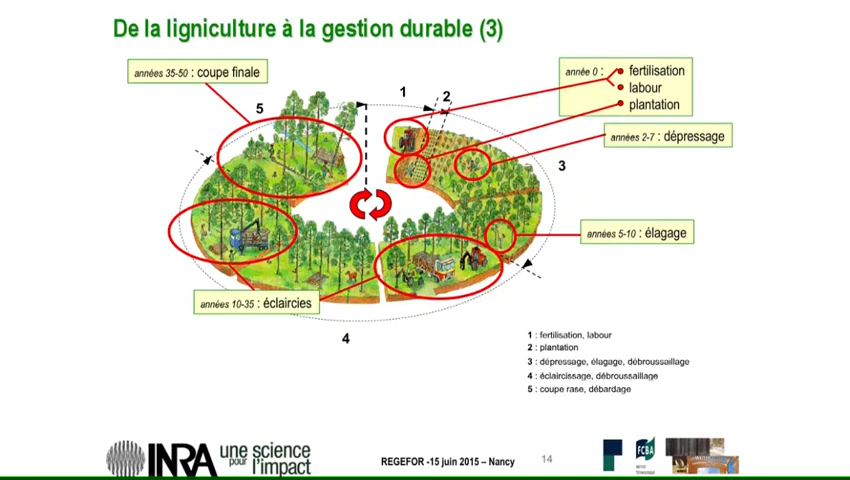 De la ligniculture à la gestion durable (3)
années 35-50 : coupe finale
année 0 :
fertilisation
labour
plantation
1
2
5
années 2-7 : dépressage
3
années 5-10 : élagage
années 10-35 : éclaircies
4
1 : fertilisation, labour
2 : plantation
3 : dépressage, élagage, débroussaillage
4 : éclaircissage, débroussaillage
5 : coupe rase, débardage
INRA
une science
pour l'impact
REGEFOR -15 juin 2015 – Nancy
14
FCBA
INSTITUT
TECHNOLOGIQUE